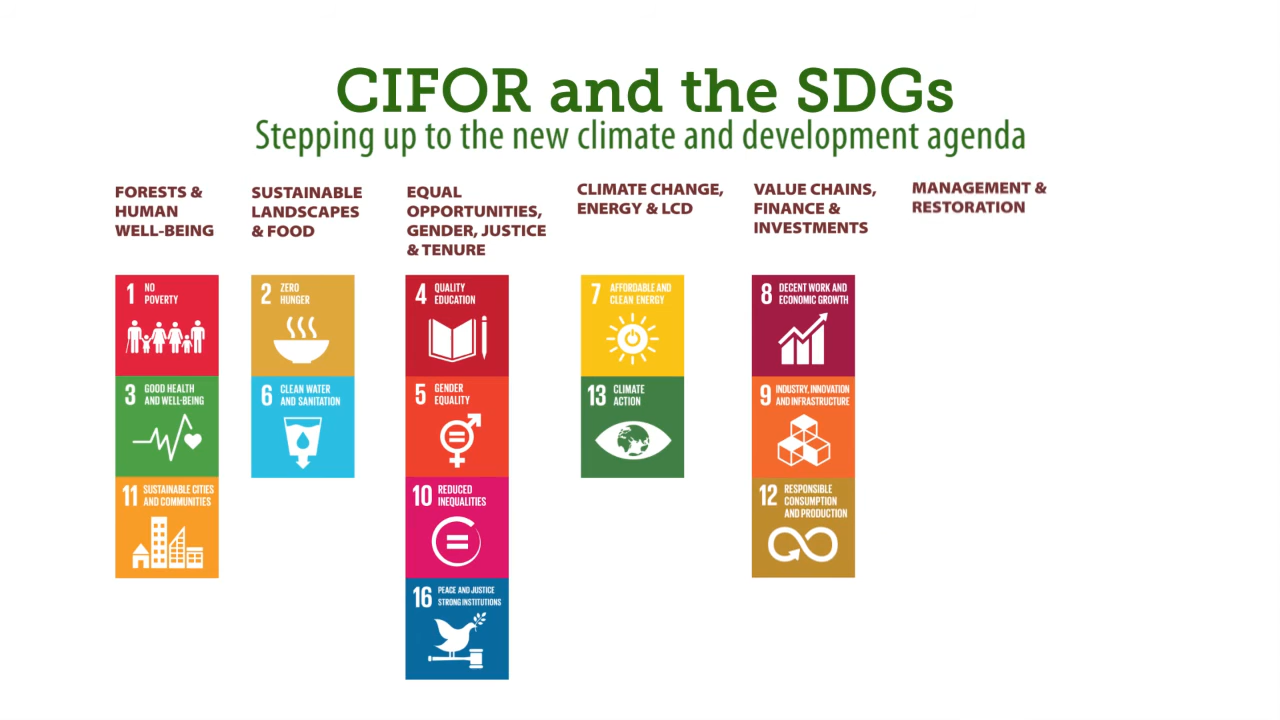 CIFOR and the SDGs
Stepping up to the new climate and development agenda
FORESTS &
HUMAN
WELL-BEING
SUSTAINABLE
LANDSCAPES
& FOOD
EQUAL
OPPORTUNITIES,
GENDER, JUSTICE
& TENURE
CLIMATE CHANGE,
ENERGY & LCD
VALUE CHAINS,
FINANCE &
INVESTMENTS
MANAGEMENT &
RESTORATION
1 NO
POVERTY
3 GOOD HEALTH
AND WELL-BEING
11 SUSTAINABLE CITIES
AND COMMUNITIES
2 ZERO
HUNGER
6 CLEAN WATER
AND SANITATION
4 QUALITY
EDUCATION
5 GENDER
EQUALITY
10 REDUCED
INEQUALITIES
16 PEACE AND JUSTICE
STRONG INSTITUTIONS
7 AFFORDABLE AND
CLEAN ENERGY
13 CLIMATE
ACTION
8 DECENT WORK AND
ECONOMIC GROWTH
9 INDUSTRY, INNOVATION
AND INFRASTRUCTURE
12 RESPONSIBLE
CONSUMPTION
AND PRODUCTION